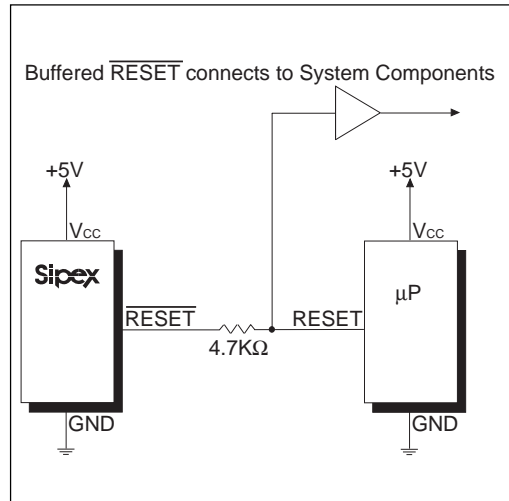 Buffered RESET connects to System Components
+5V
+5V
VCC
VCC
Sipex
μP
RESET
RESET
4.7KΩ
GND
GND